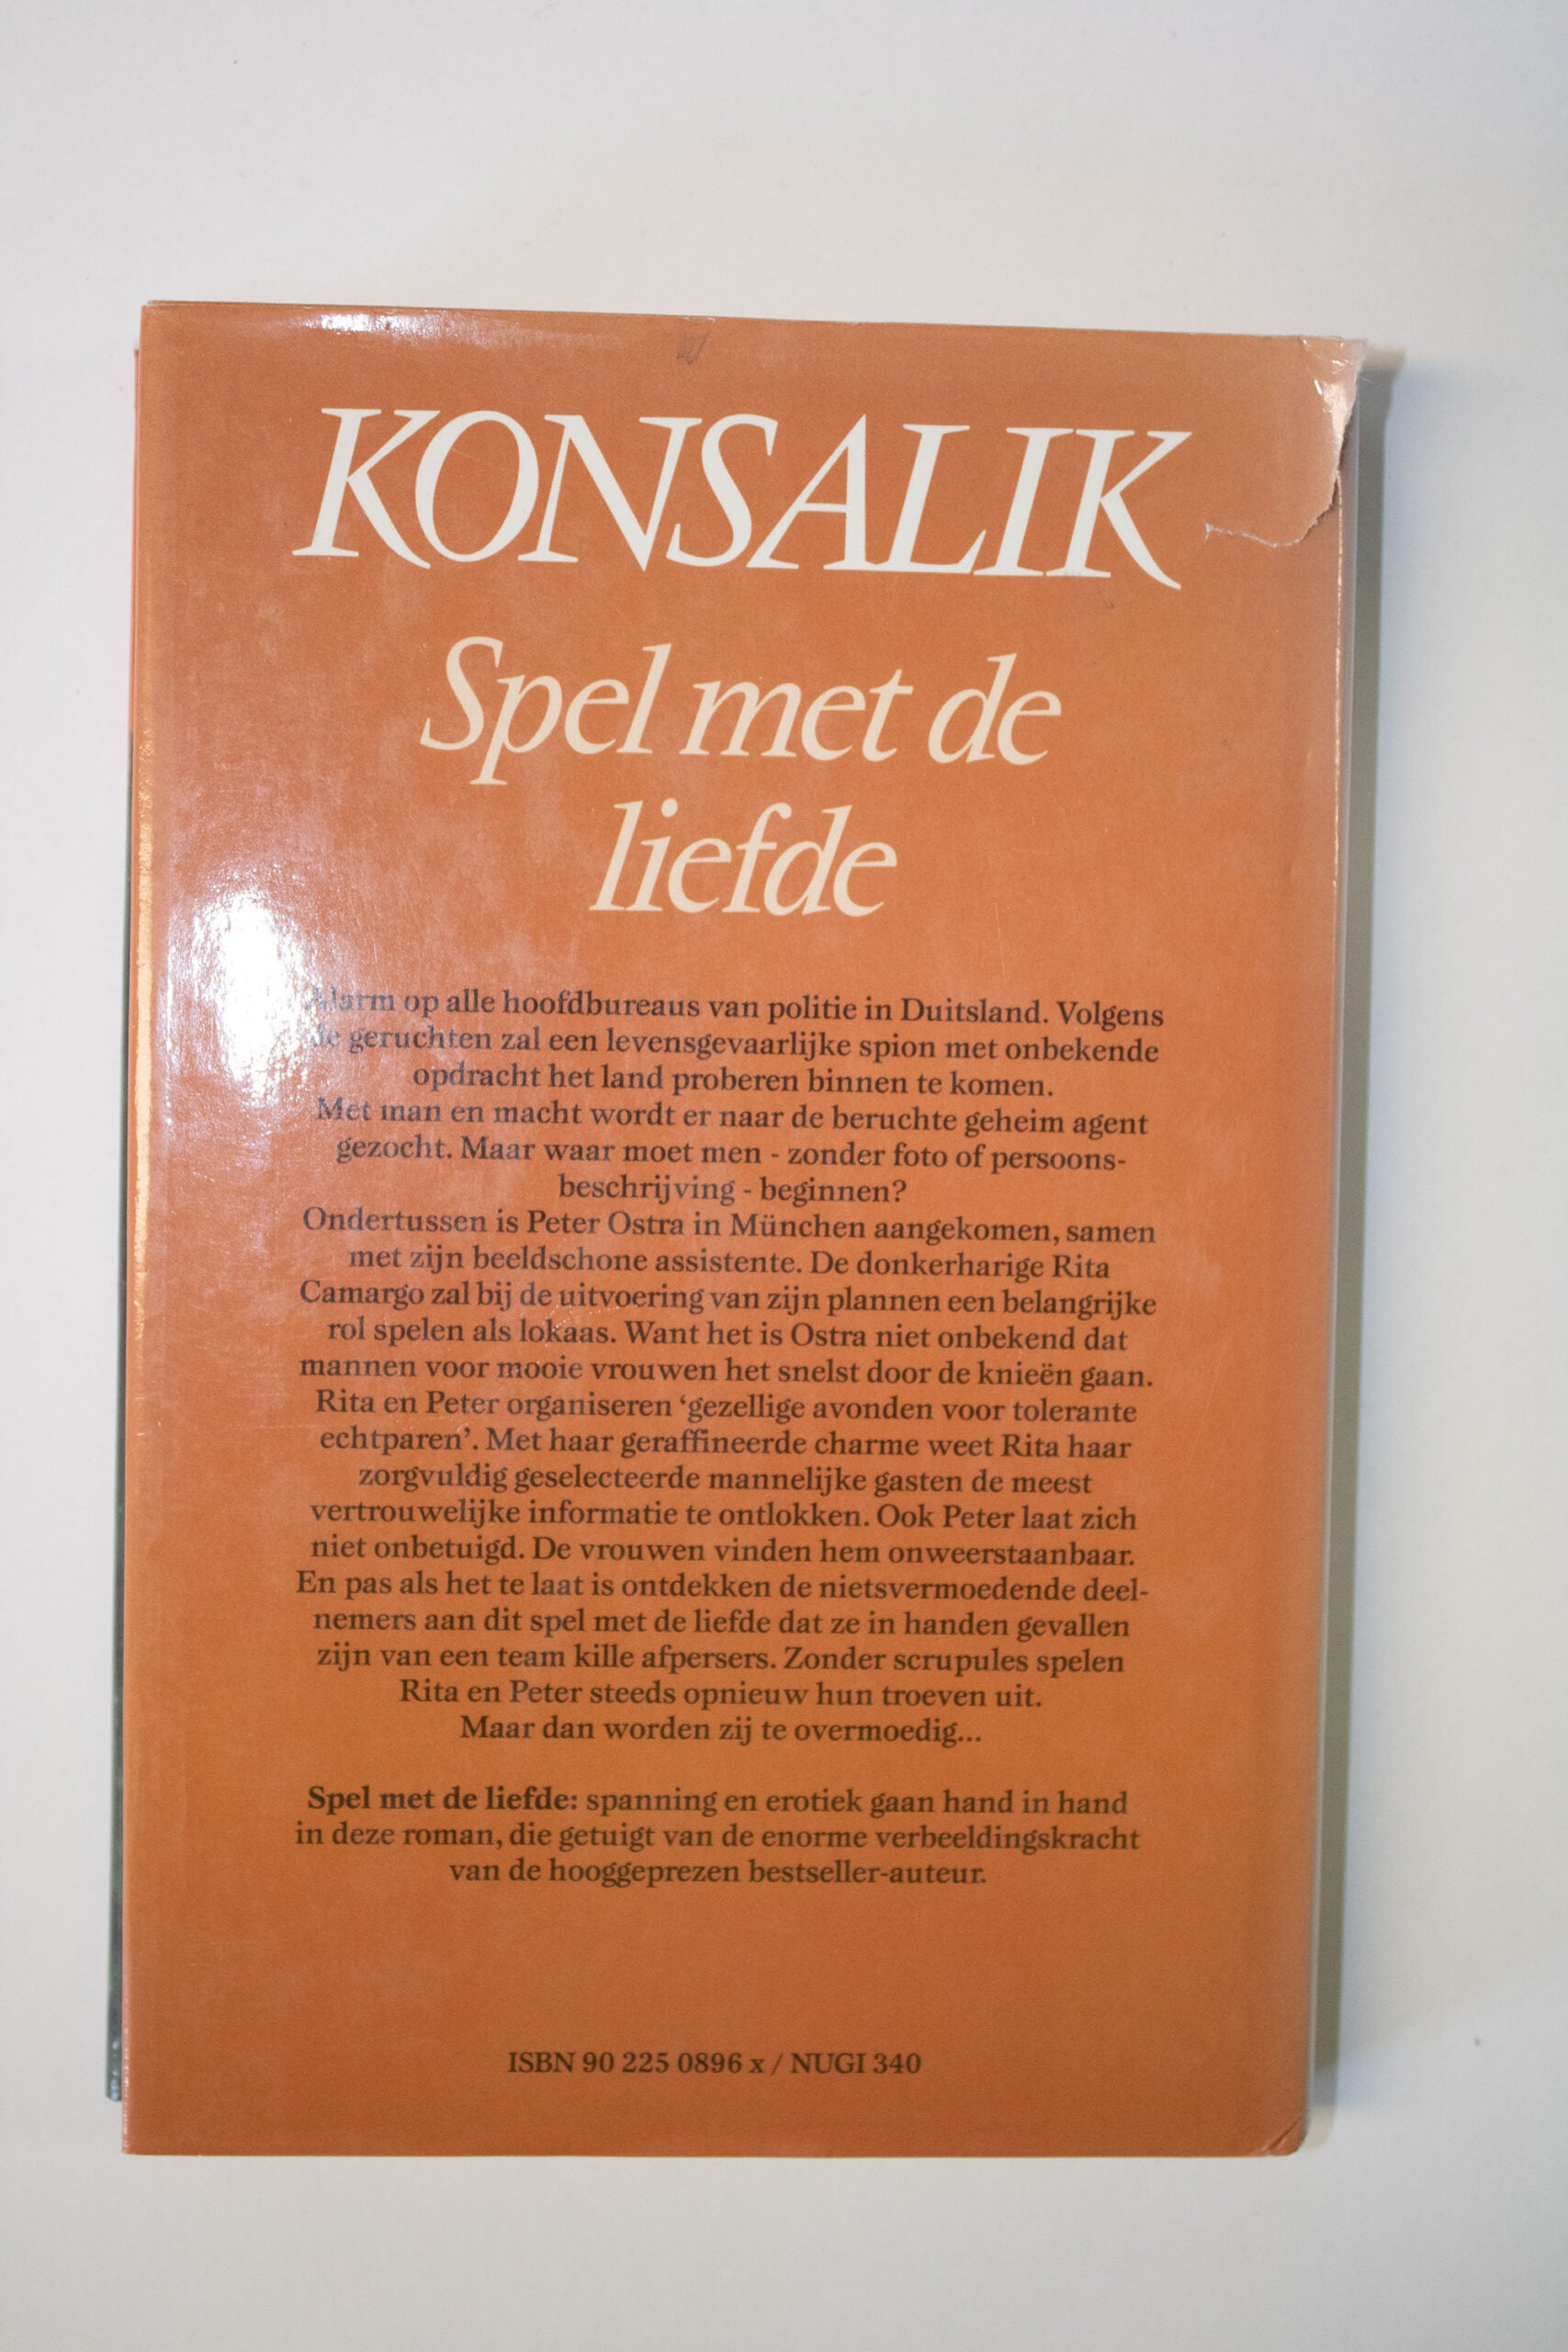 KONSALIK
Spel met de
liefde
Alarm op alle hoofdbureaus van politie in Duitsland. Volgens
de geruchten zal een levensgevaarlijke spion met onbekende
opdracht het land proberen binnen te komen.
Met man en macht wordt er naar de beruchte geheim agent
gezocht. Maar waar moet men - zonder foto of persoons-
beschrijving - beginnen?
Ondertussen is Peter Ostra in München aangekomen, samen
met zijn beeldschone assistente. De donkerharige Rita
Camargo zal bij de uitvoering van zijn plannen een belangrijke
rol spelen als lokaas. Want het is Ostra niet onbekend dat
mannen voor mooie vrouwen het snelst door de knieën gaan.
Rita en Peter organiseren ‘gezellige avonden voor tolerante
echtparen’. Met haar geraffineerde charme weet Rita haar
zorgvuldig geselecteerde mannelijke gasten de meest
vertrouwelijke informatie te ontlokken. Ook Peter laat zich
niet onbetuigd. De vrouwen vinden hem onweerstaanbaar.
En pas als het te laat is ontdekken de nietsvermoedende deel-
nemers aan dit spel met de liefde dat ze in handen gevallen
zijn van een team kille afpersers. Zonder scrupules spelen
Rita en Peter steeds opnieuw hun troeven uit.
Maar dan worden zij te overmoedig...
Spel met de liefde: spanning en erotiek gaan hand in hand
in deze roman, die getuigt van de enorme verbeeldingskracht
van de hooggeprezen bestseller-auteur.
ISBN 90 225 0896 x / NUGI 340